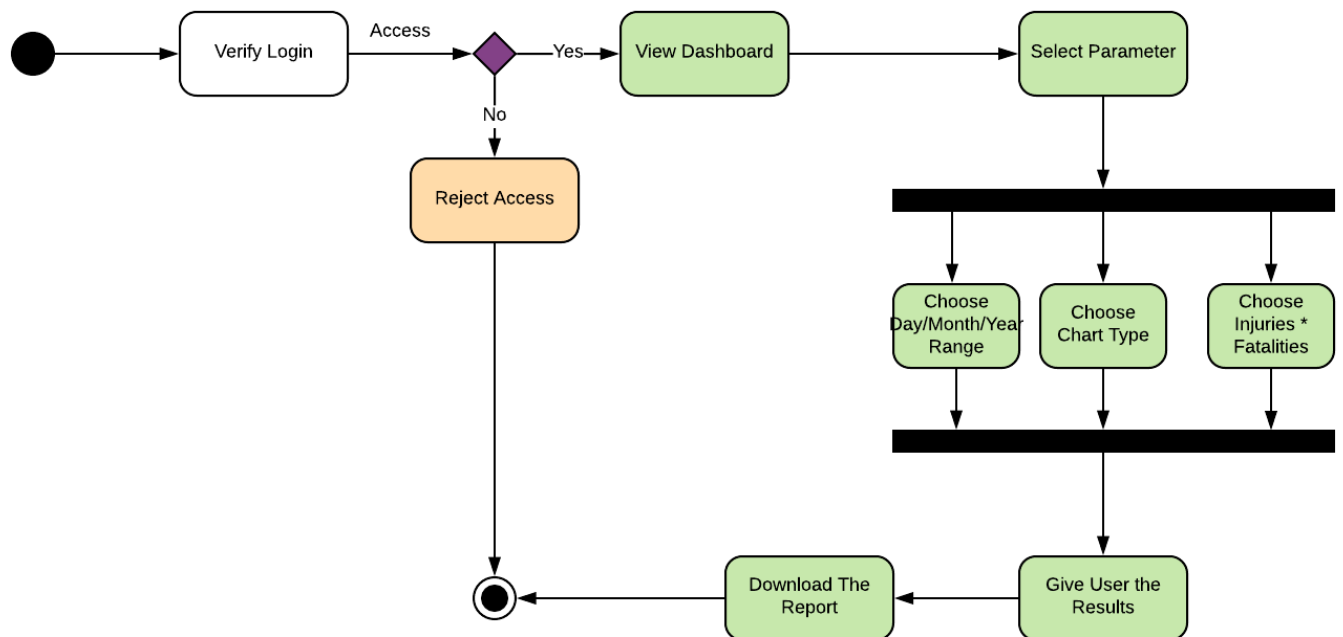 Access
Verify Login
Yes
View Dashboard
Select Parameter
No
Reject Access
Choose
Day/Month/Year
Range
Choose
Chart Type
Choose
Injuries *
Fatalities
Download The
Report
Give User the
Results